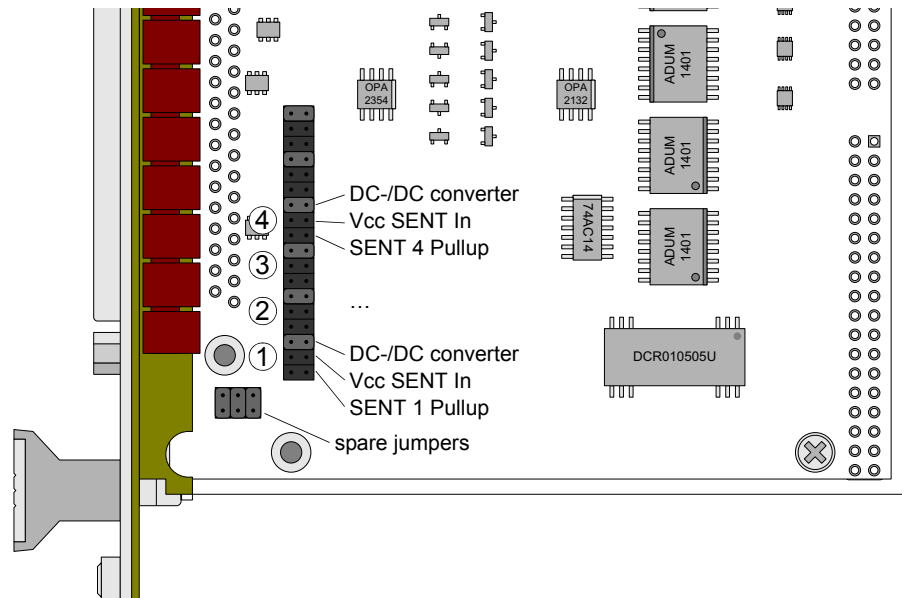 OPA
2354
OPA
2132
ADUM
1401
ADUM
1401
74AC14
ADUM
1401
4
DC-/DC converter
Vcc SENT In
SENT 4 Pullup
3
2
...
1
DC-/DC converter
Vcc SENT In
SENT 1 Pullup
DCR010505U
spare jumpers